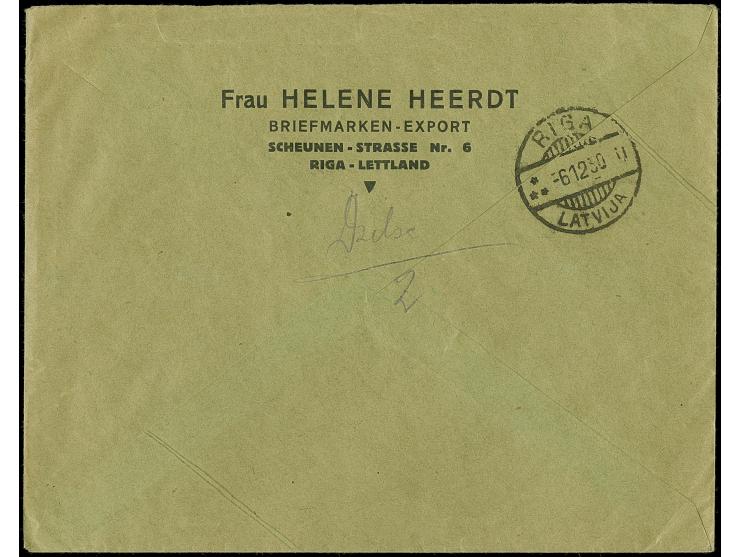 Frau HELENE HEERDT
BRIEFMARKEN-EXPORT
SCHEUNEN-STRASSE Nr. 6
RIGA-LETTLAND
RIGA
-6 12 30
LATVIJA
2